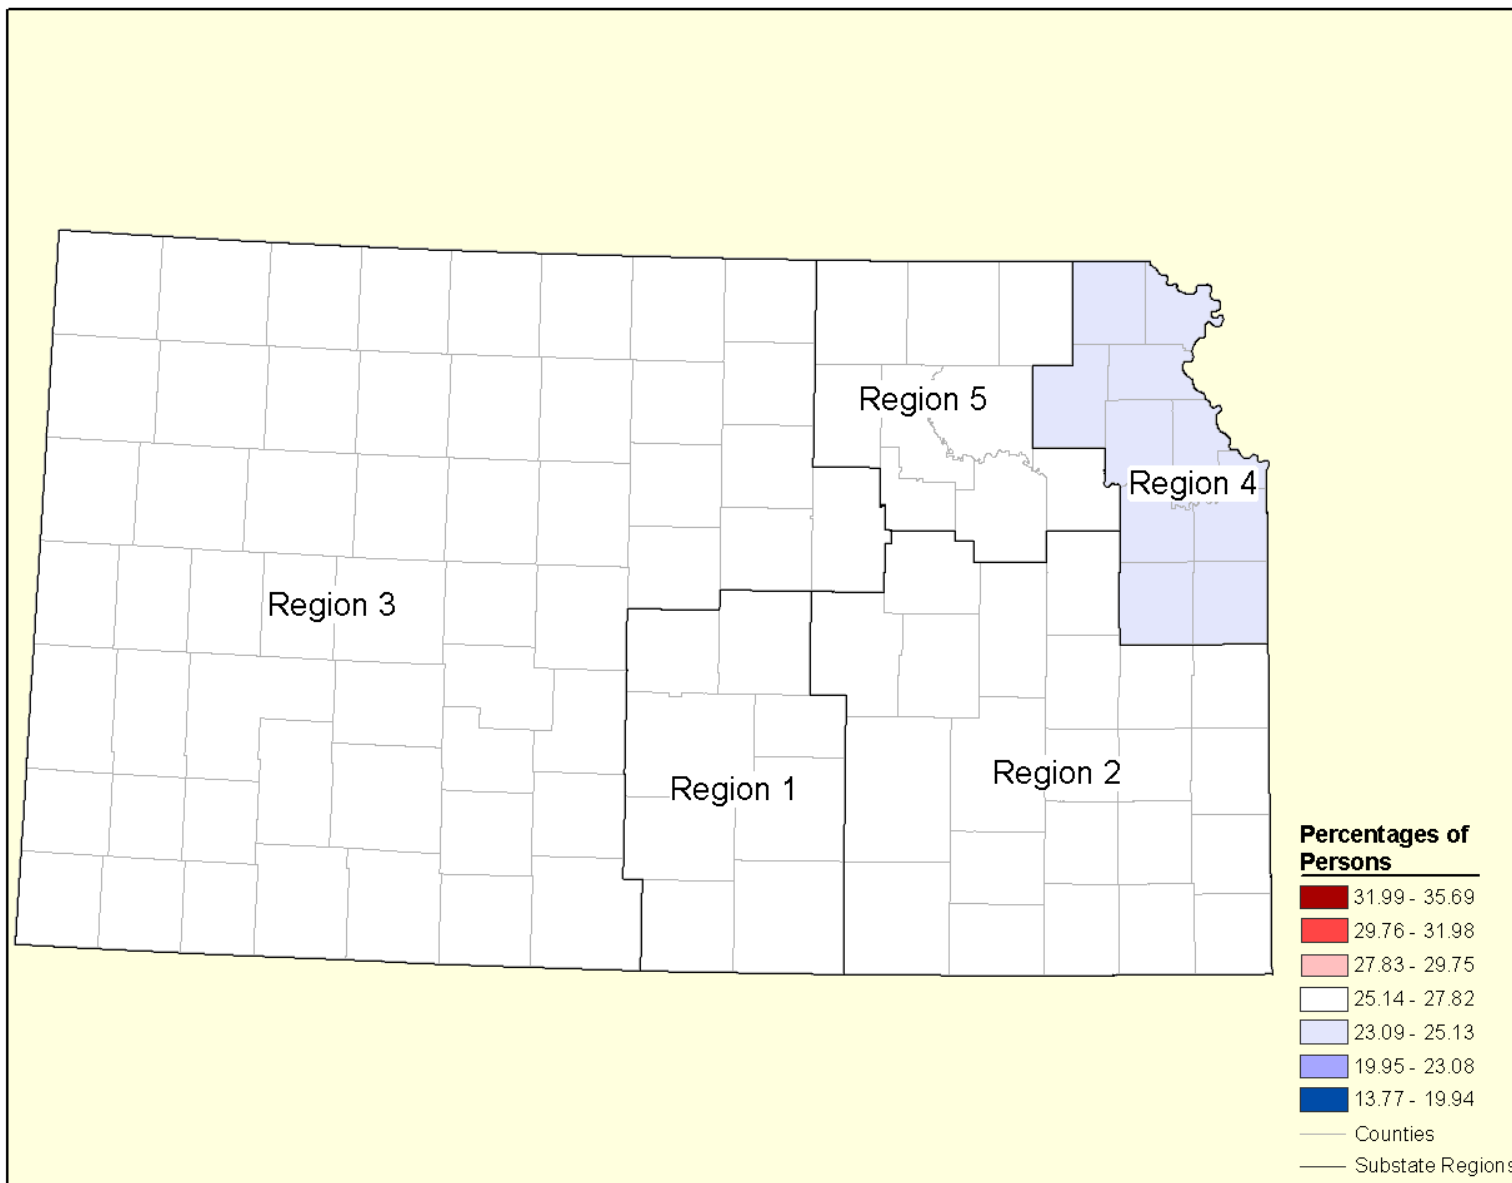 Region 5
Region 4
Region 3
Region 2
Region 1
Percentages of
Persons
31.99 - 35.69
29.76 - 31.98
27.83 - 29.75
25.14 - 27.82
23.09 - 25.13
19.95 - 23.08
13.77 - 19.94
Counties
Substate Regions